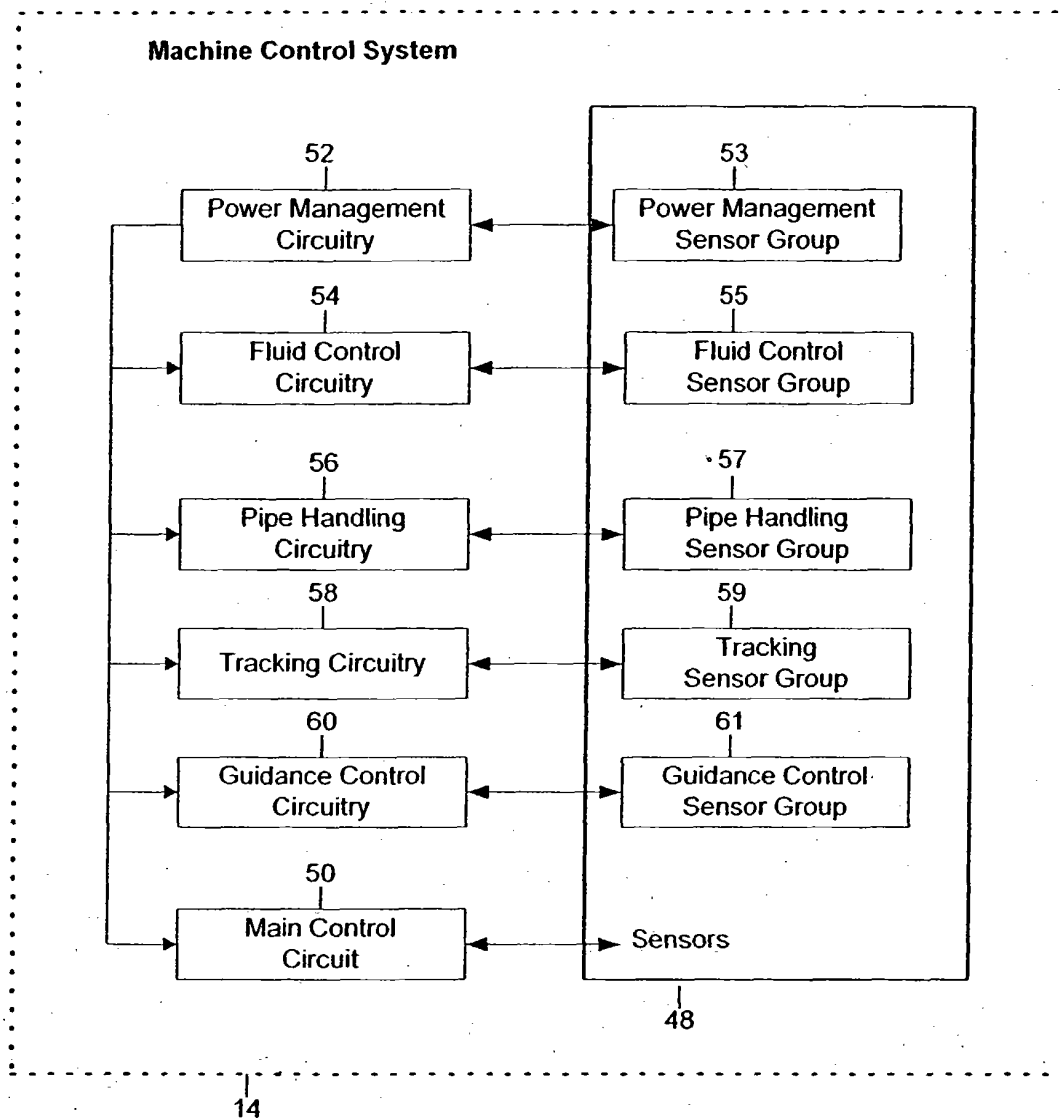 Machine Control System
52
53
Power Management
Circuitry
Power Management
Sensor Group
54
55
Fluid Control
Circuitry
Fluid Control
Sensor Group
56
57
Pipe Handling
Circuitry
Pipe Handling
Sensor Group
58
59
Tracking Circuitry
Tracking
Sensor Group
60
61
Guidance Control
Circuitry
Guidance Control
Sensor Group
50
Main Control
Circuit
Sensors
48
14